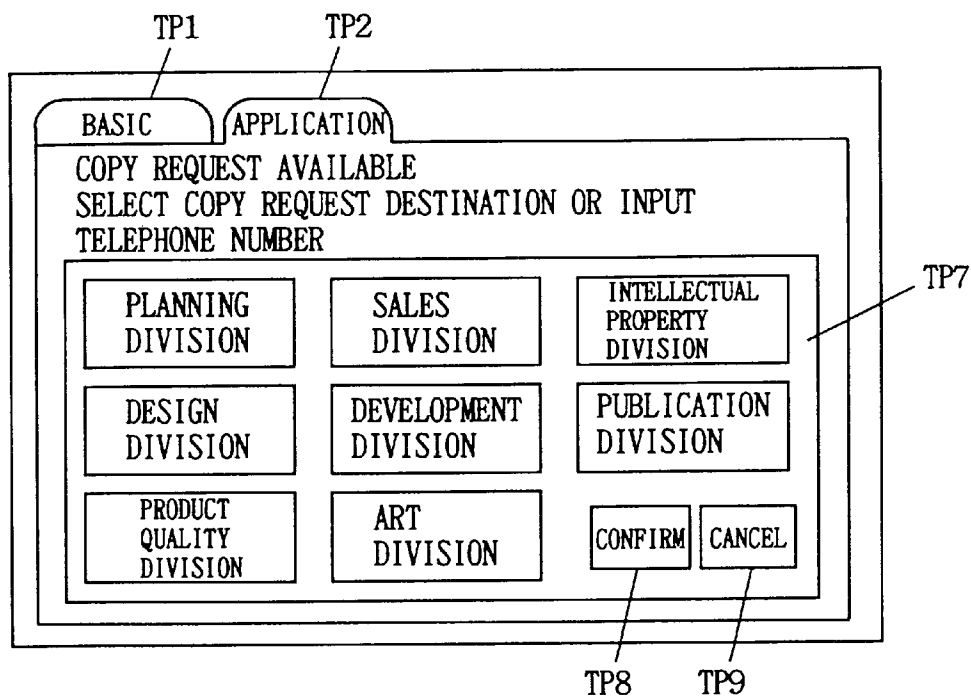 TP1 TP2
BASIC APPLICATION
COPY REQUEST AVAILABLE
SELECT COPY REQUEST DESTINATION OR INPUT
TELEPHONE NUMBER
TP7
PLANNING
DIVISION
SALES
DIVISION
INTELLECTUAL
PROPERTY
DIVISION
DESIGN
DIVISION
DEVELOPMENT
DIVISION
PUBLICATION
DIVISION
PRODUCT
QUALITY
DIVISION
ART
DIVISION
CONFIRM CANCEL
TP8 TP9